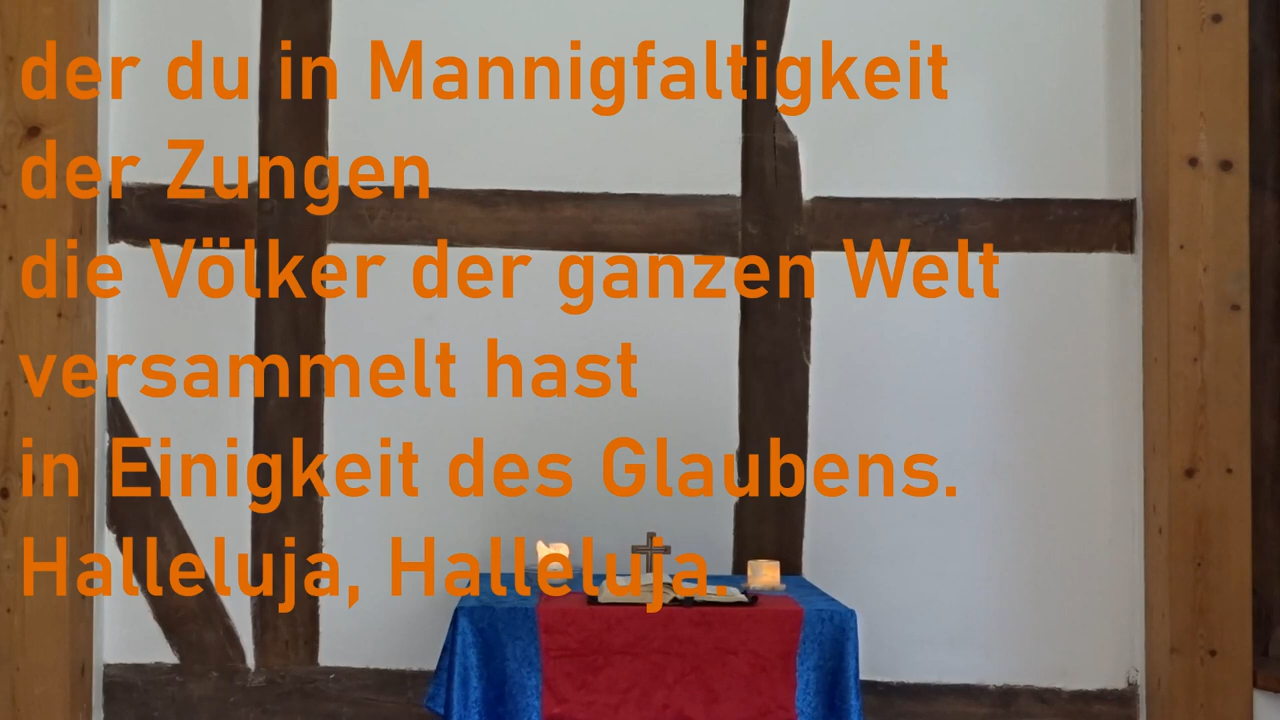 der du in Mannigfaltigkeit
der Zungen
die Völker der ganzen Welt
versammelt hast
in Einigkeit des Glaubens.
Halleluja, Halleluja.